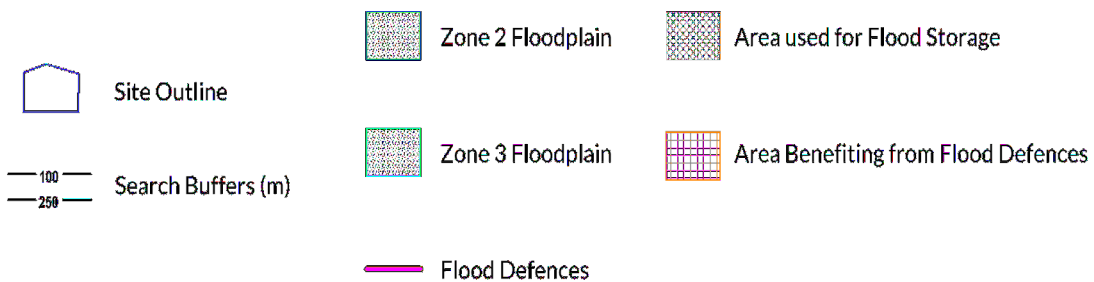 Zone 2 Floodplain
Area used for Flood Storage
Site Outline
Zone 3 Floodplain
Area Benefiting from Flood Defences
100
250
Search Buffers (m)
Flood Defences